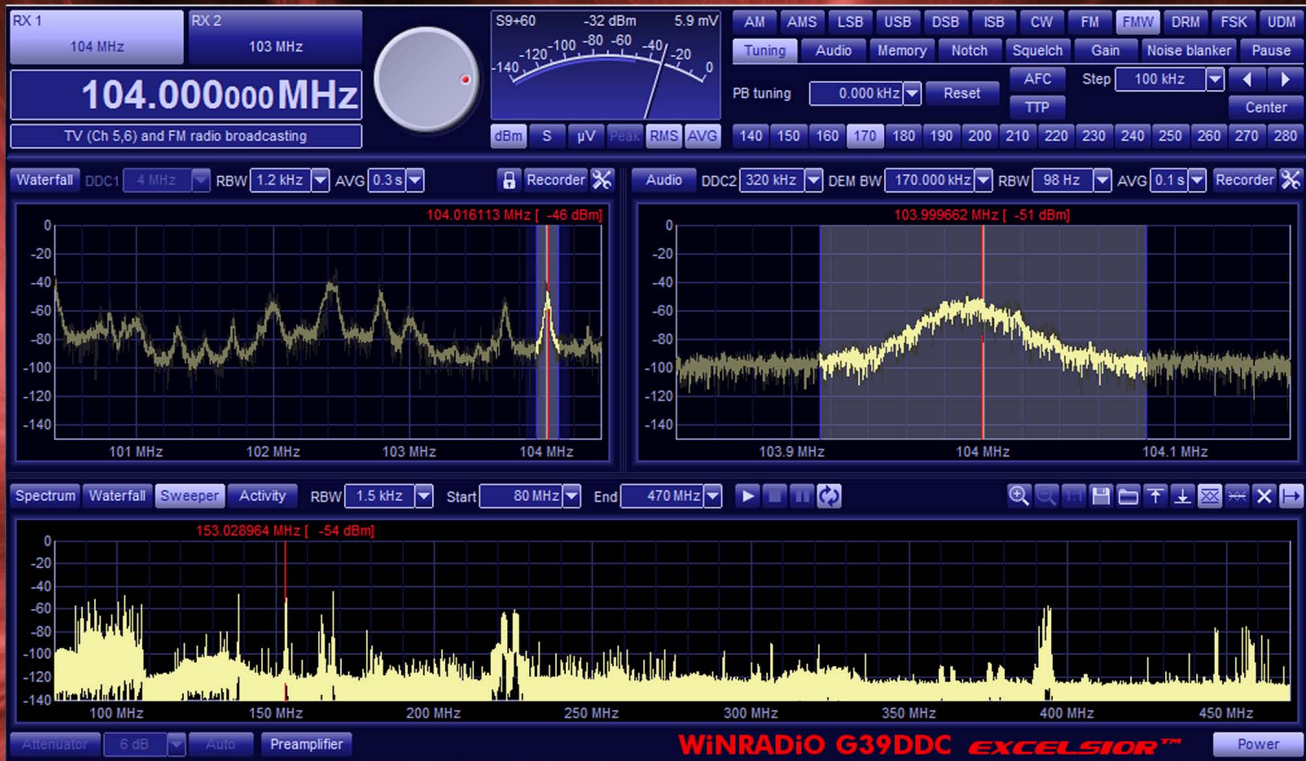 RX 1 RX 2 S9+60 -32 dBm 5.9 mV AM AMS LSB USB DSB ISB CW FM FMW DRM FSK UDM
104 MHz 103 MHz
-140 -120 -100 -80 -60 -40 -20 0
Tuning Audio Memory Notch Squelch Gain Noise blanker Pause
104.000000 MHz
PB tuning 0.000 kHz Reset AFC Step 100 kHz
TTP Center
TV (Ch 5,6) and FM radio broadcasting
dBm S µV Peak RMS AVG 140 150 160 170 180 190 200 210 220 230 240 250 260 270 280
Waterfall DDC1 4 MHz RBW 1.2 kHz AVG 0.3 s Recorder
Audio DDC2 320 kHz DEM BW 170.000 kHz RBW 98 Hz AVG 0.1 s Recorder
104.016113 MHz [ -46 dBm]
0
-20
-40
-60
-80
-100
-120
-140
101 MHz 102 MHz 103 MHz 104 MHz
103.999662 MHz [ -51 dBm]
0
-20
-40
-60
-80
-100
-120
-140
103.9 MHz 104 MHz 104.1 MHz
Spectrum Waterfall Sweeper Activity RBW 1.5 kHz Start 80 MHz End 470 MHz 1:1
153.028964 MHz [ -54 dBm]
0
-20
-40
-60
-80
-100
-120
-140
100 MHz 150 MHz 200 MHz 250 MHz 300 MHz 350 MHz 400 MHz 450 MHz
Attenuator 6 dB Auto Preamplifier WiNRADiO G39DDC EXCELSIOR™ Power